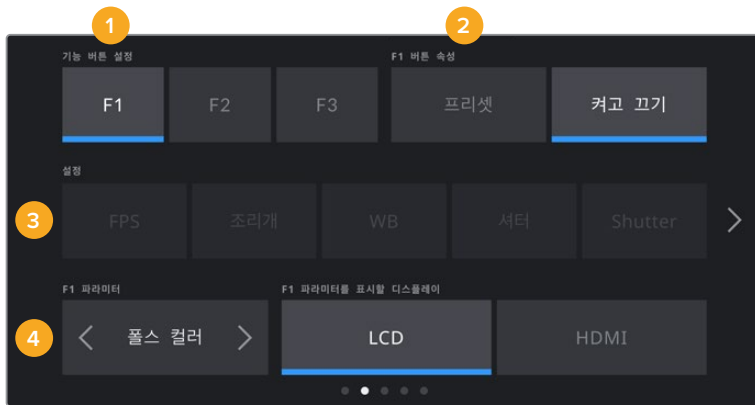 1
2
기능 버튼 설정
F1 버튼 속성
F1
F2
F3
프리셋
켜고 끄기
설정
3
FPS
조리개
WB
셔터
Shutter
F1 파라미터
F1 파라미터를 표시할 디스플레이
4
폴스 컬러
LCD
HDMI